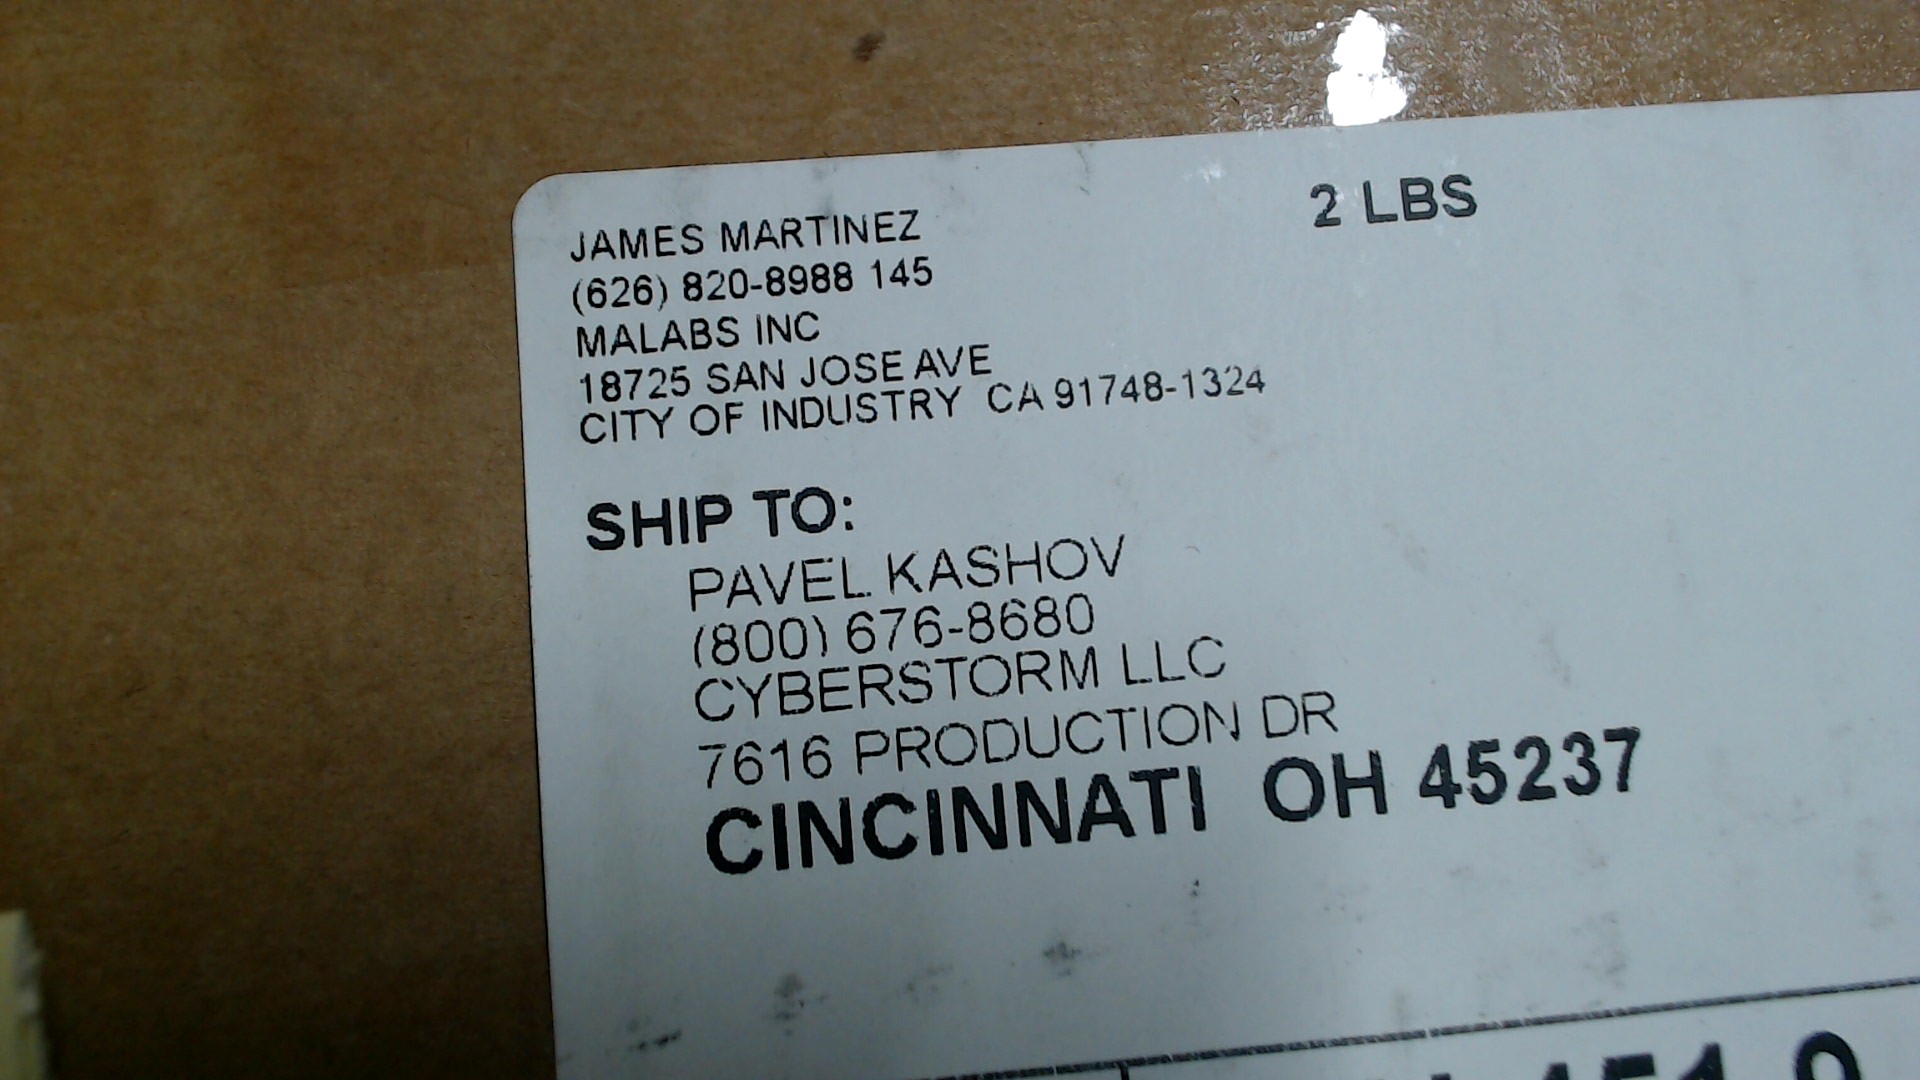 JAMES MARTINEZ
2 LBS
(626) 820-8988 145
MALABS INC
18725 SAN JOSE AVE
CITY OF INDUSTRY CA 91748-1324
SHIP TO:
PAVEL KASHOV
(800) 676-8680
CYBERSTORM LLC
7616 PRODUCTION DR
CINCINNATI OH 45237